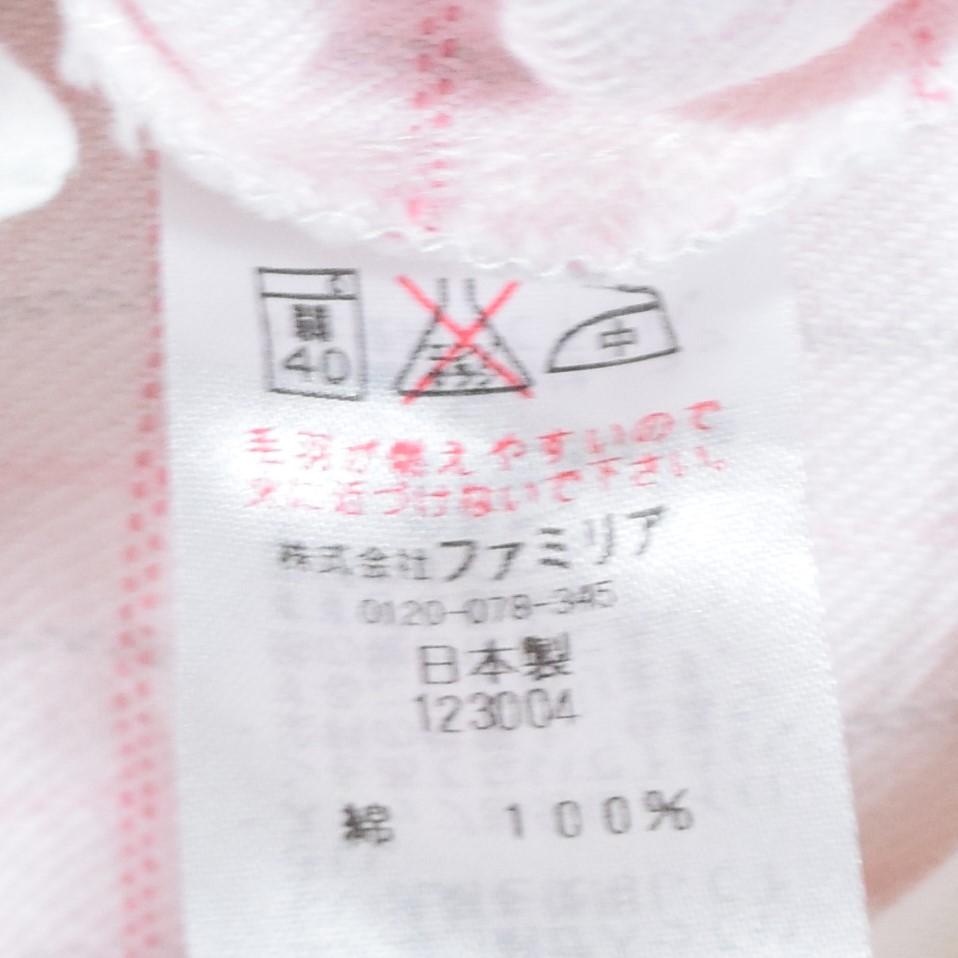 40
中
毛羽が燃えやすいので
火に近づけないで下さい。
株式会社ファミリア
0120-078-345
日本製
123004
綿 100%